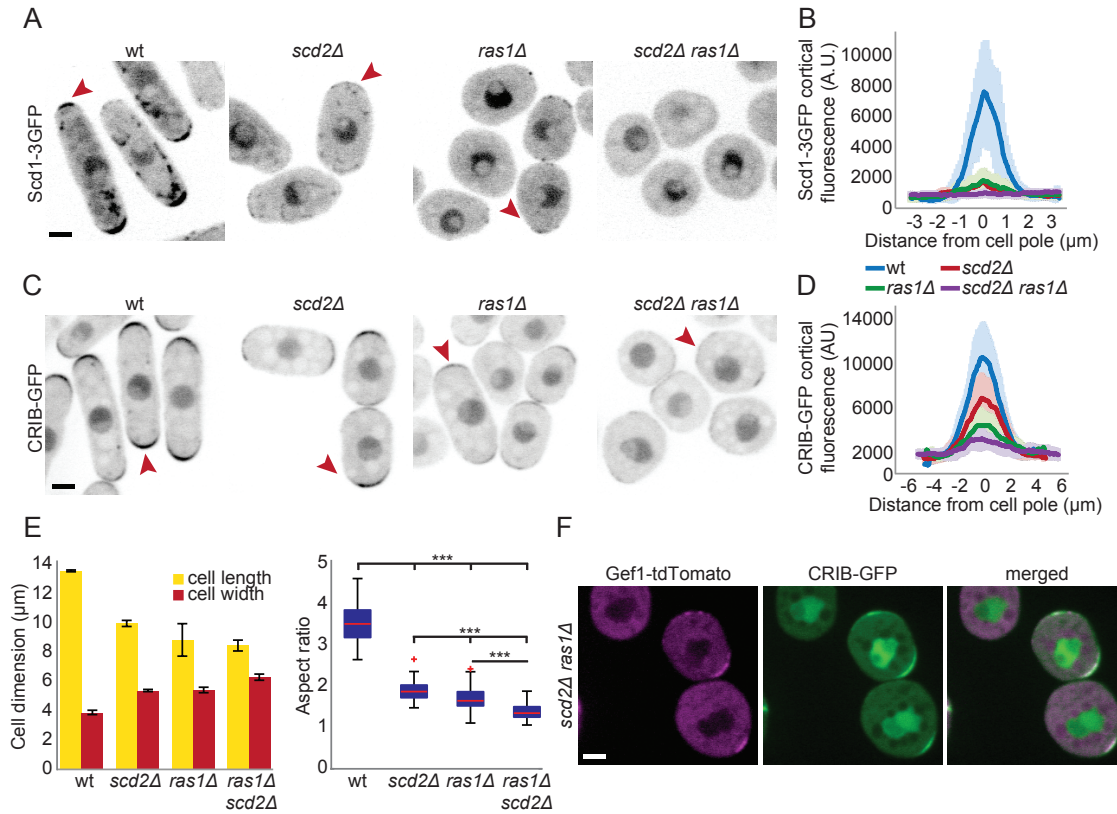 A
wt
scd2Δ
ras1Δ
scd2Δ ras1Δ
Scd1-3GFP
B
Scd1-3GFP cortical
fluorescence (A.U.)
10000
8000
6000
4000
2000
0
-3 -2 -1 0 1 2 3
Distance from cell pole (µm)
wt
scd2Δ
ras1Δ
scd2Δ ras1Δ
C
wt
scd2Δ
ras1Δ
scd2Δ ras1Δ
CRIB-GFP
D
CRIB-GFP cortical
fluorescence (AU)
14000
10000
6000
2000
0
-6 -4 -2 0 2 4 6
Distance from cell pole (µm)
E
Cell dimension (µm)
14
12
10
8
6
4
2
0
cell length
cell width
wt
scd2Δ
ras1Δ
ras1Δ
scd2Δ
Aspect ratio
5
4
3
2
1
0
***
***
***
wt
scd2Δ
ras1Δ
ras1Δ
scd2Δ
F
Gef1-tdTomato
CRIB-GFP
merged
scd2Δ ras1Δ